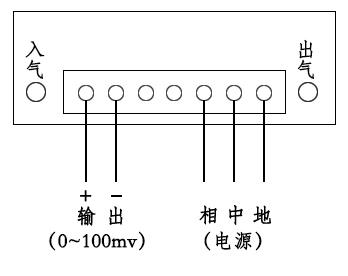 入气
出气
+ −
输 出
(0~100mv)
相 中 地
(电源)